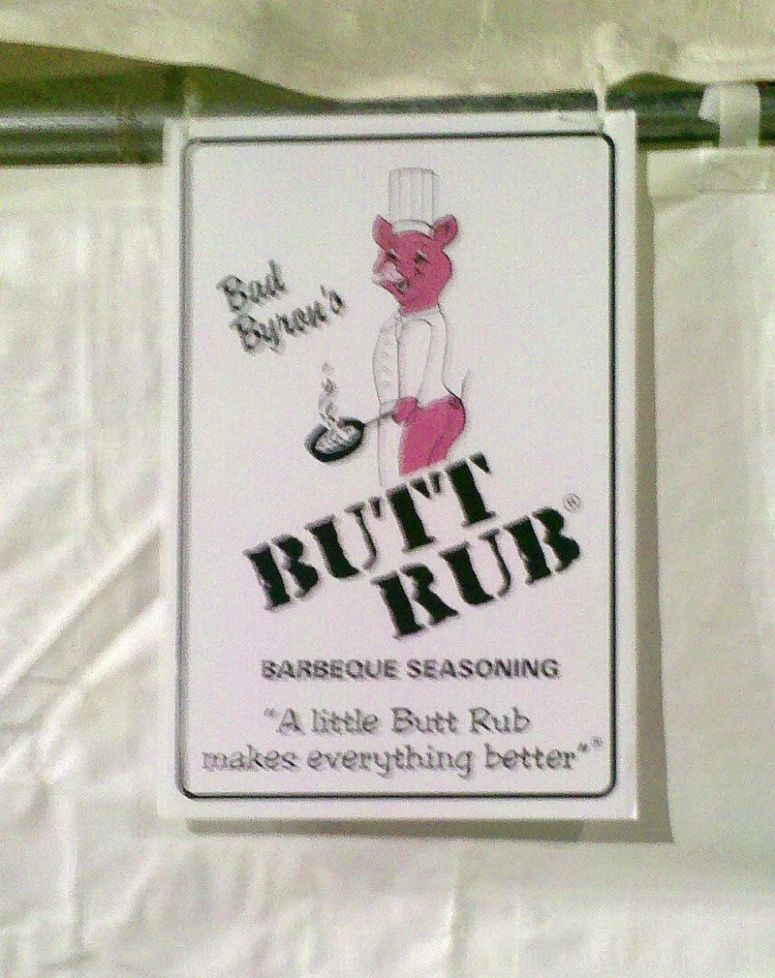 Bad
Byron's
BUTT
RUB®
BARBEQUE SEASONING
"A little Butt Rub
makes everything better"®